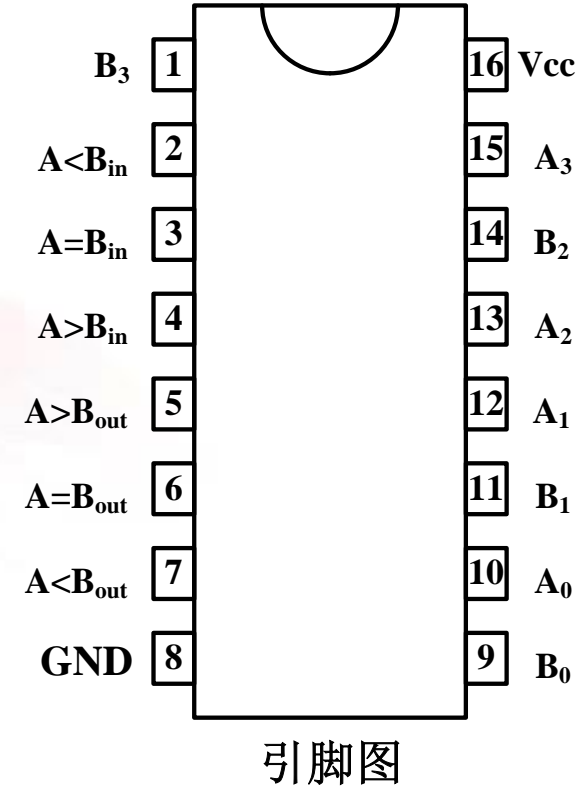 B₃ 1 16 Vcc
A<Bᵢₙ 2 15 A₃
A=Bᵢₙ 3 14 B₂
A>Bᵢₙ 4 13 A₂
A>Bₒᵤₜ 5 12 A₁
A=Bₒᵤₜ 6 11 B₁
A<Bₒᵤₜ 7 10 A₀
GND 8 9 B₀
引脚图